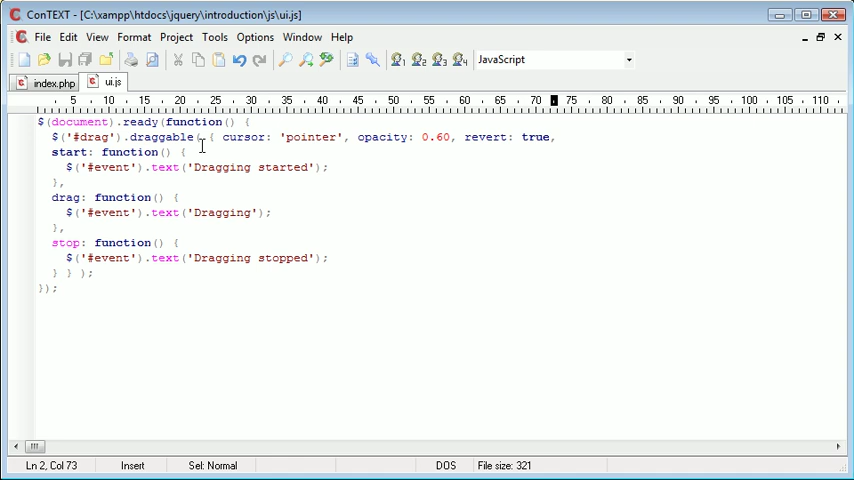 ConTEXT - [C:\xampp\htdocs\jquery\introduction\js\ui.js]
File Edit View Format Project Tools Options Window Help
1 2 3 4 JavaScript
index.php ui.js
5 10 15 20 25 30 35 40 45 50 55 60 65 70 75 80 85 90 95 100 105 110
$(document).ready(function() {
$('#drag').draggable( { cursor: 'pointer', opacity: 0.60, revert: true,
start: function() {
$('#event').text('Dragging started');
},
drag: function() {
$('#event').text('Dragging');
},
stop: function() {
$('#event').text('Dragging stopped');
} } );
});
Ln 2, Col 73 Insert Sel: Normal DOS File size: 321